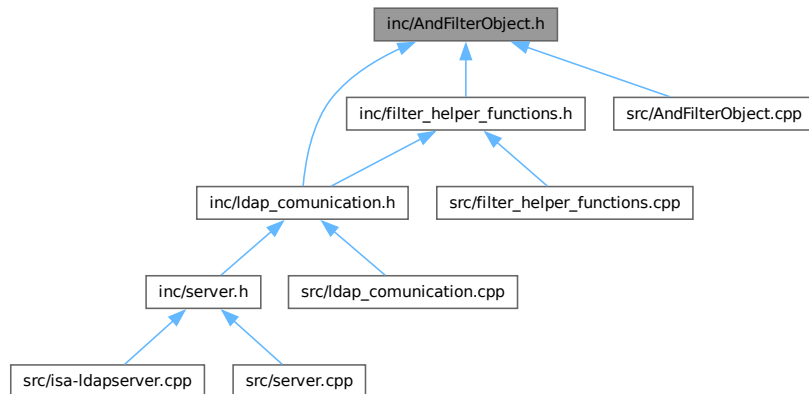 inc/AndFilterObject.h
inc/filter_helper_functions.h
src/AndFilterObject.cpp
inc/ldap_comunication.h
src/filter_helper_functions.cpp
inc/server.h
src/ldap_comunication.cpp
src/isa-ldapserver.cpp
src/server.cpp